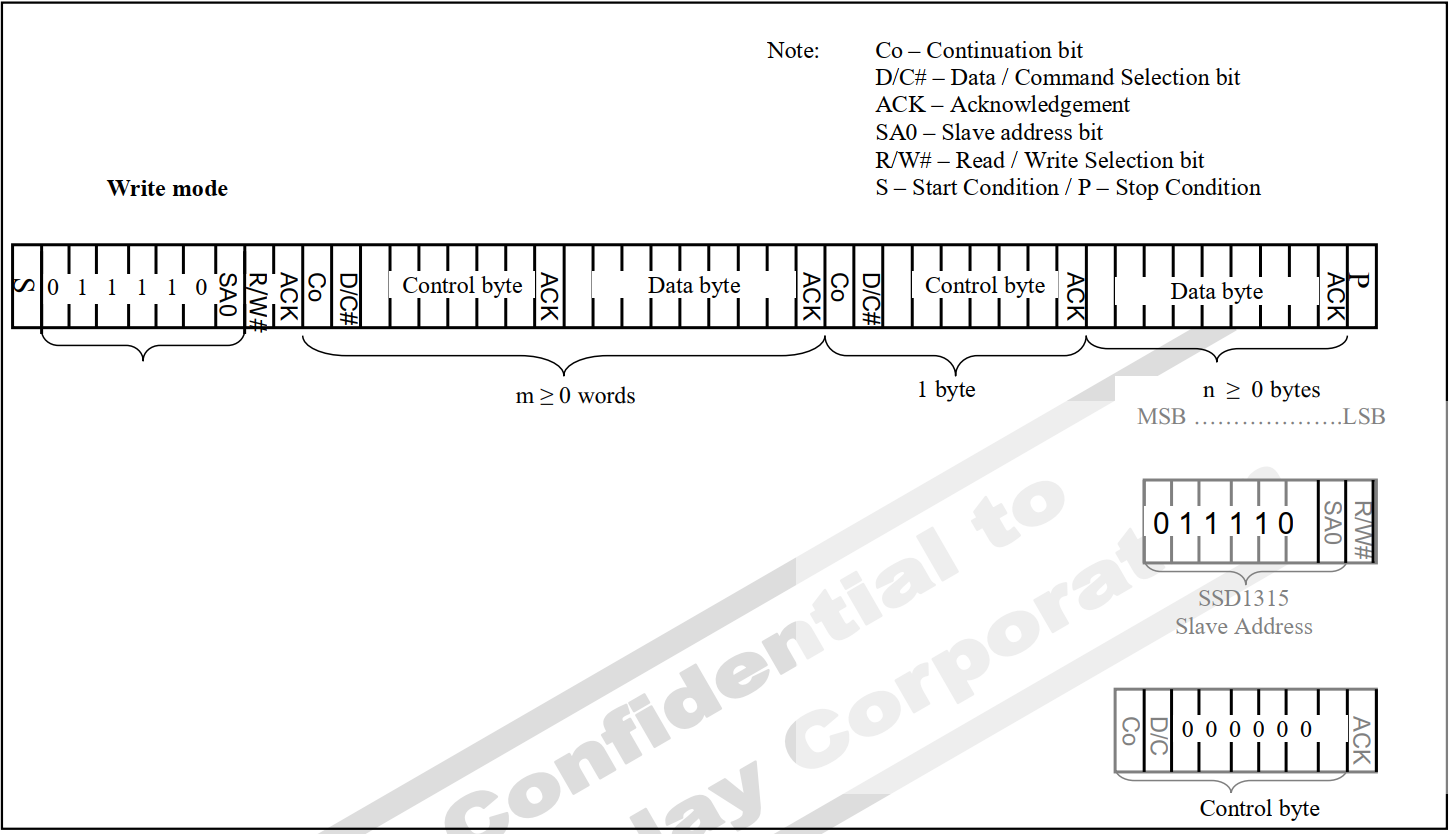 Note: Co – Continuation bit
D/C# – Data / Command Selection bit
ACK – Acknowledgement
SA0 – Slave address bit
R/W# – Read / Write Selection bit
S – Start Condition / P – Stop Condition
Write mode
S 0 1 1 1 1 0 SA0 R/W# ACK Co D/C# Control byte ACK Data byte ACK Co D/C# Control byte ACK Data byte ACK P
m ≥ 0 words
1 byte
n ≥ 0 bytes
MSB ………………….LSB
0 1 1 1 1 0 SA0 R/W#
SSD1315
Slave Address
Co D/C 0 0 0 0 0 0 ACK
Control byte
Confidential to
lay Corporat